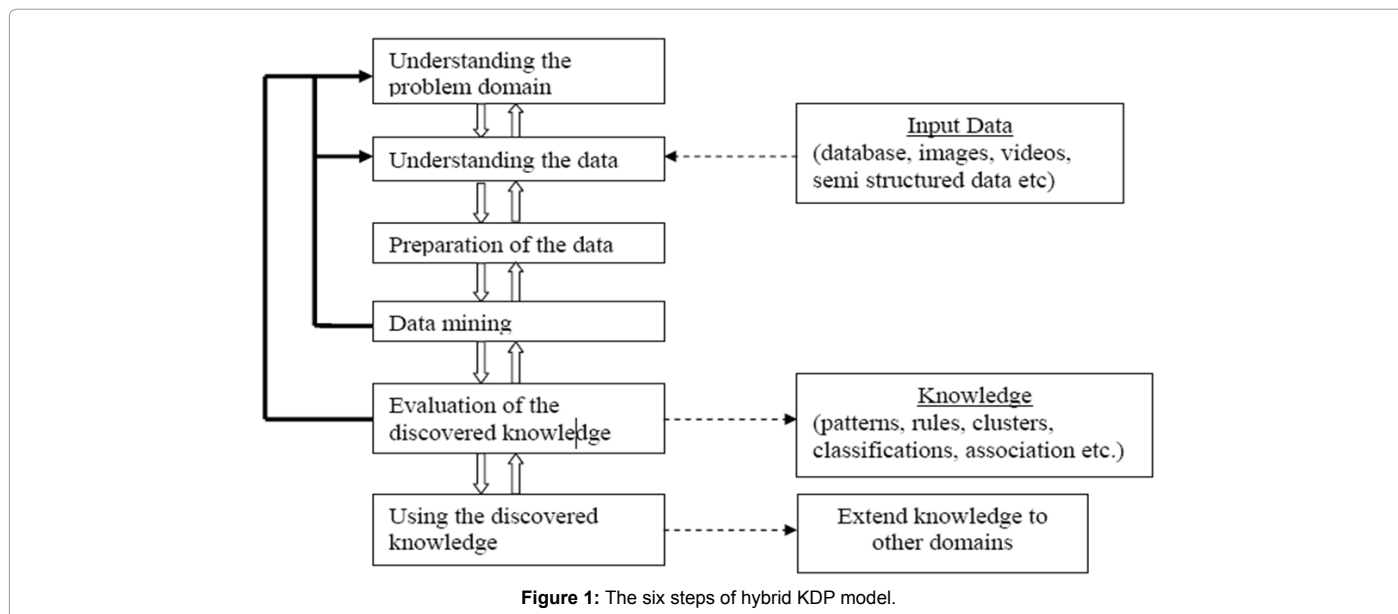 Understanding the
problem domain
Understanding the data
Input Data
(database, images, videos,
semi structured data etc)
Preparation of the data
Data mining
Evaluation of the
discovered knowledge
Knowledge
(patterns, rules, clusters,
classifications, association etc.)
Using the discovered
knowledge
Extend knowledge to
other domains
Figure 1: The six steps of hybrid KDP model.